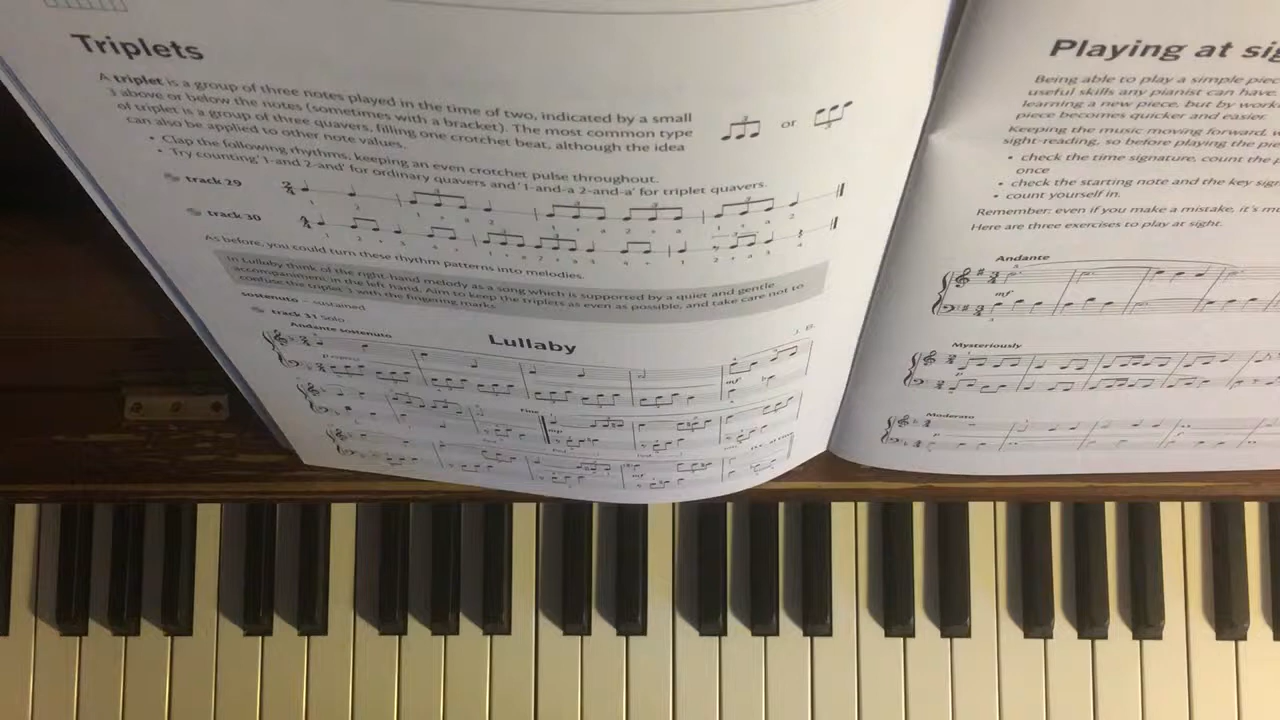 Triplets
A triplet is a group of three notes played in the time of two, indicated by a small
3 above or below the notes (sometimes with a bracket). The most common type
of triplet is a group of three quavers, filling one crotchet beat, although the idea
can also be applied to other note values.
or
• Clap the following rhythms, keeping an even crotchet pulse throughout.
• Try counting '1-and 2-and' for ordinary quavers and '1-and-a 2-and-a' for triplet quavers.
track 29
track 30
As before, you could turn these rhythm patterns into melodies.
In Lullaby think of the right-hand melody as a song which is supported by a quiet and gentle
accompaniment in the left hand. Aim to keep the triplets as even as possible, and take care not to
confuse the triplet 3 with the fingering marks.
sostenuto – sustained
track 31 Solo
Lullaby
J. B.
Andante sostenuto
p
mf
Fine
mp
mf
Playing at sig
Being able to play a simple piec
useful skills any pianist can have.
learning a new piece, but by work
piece becomes quicker and easier.
Keeping the music moving forward,
sight-reading, so before playing the pie
• check the time signature, count the
once
• check the starting note and the key sig
• count yourself in.
Remember: even if you make a mistake, it's m
Here are three exercises to play at sight.
Andante
mf
Mysteriously
p
Moderato